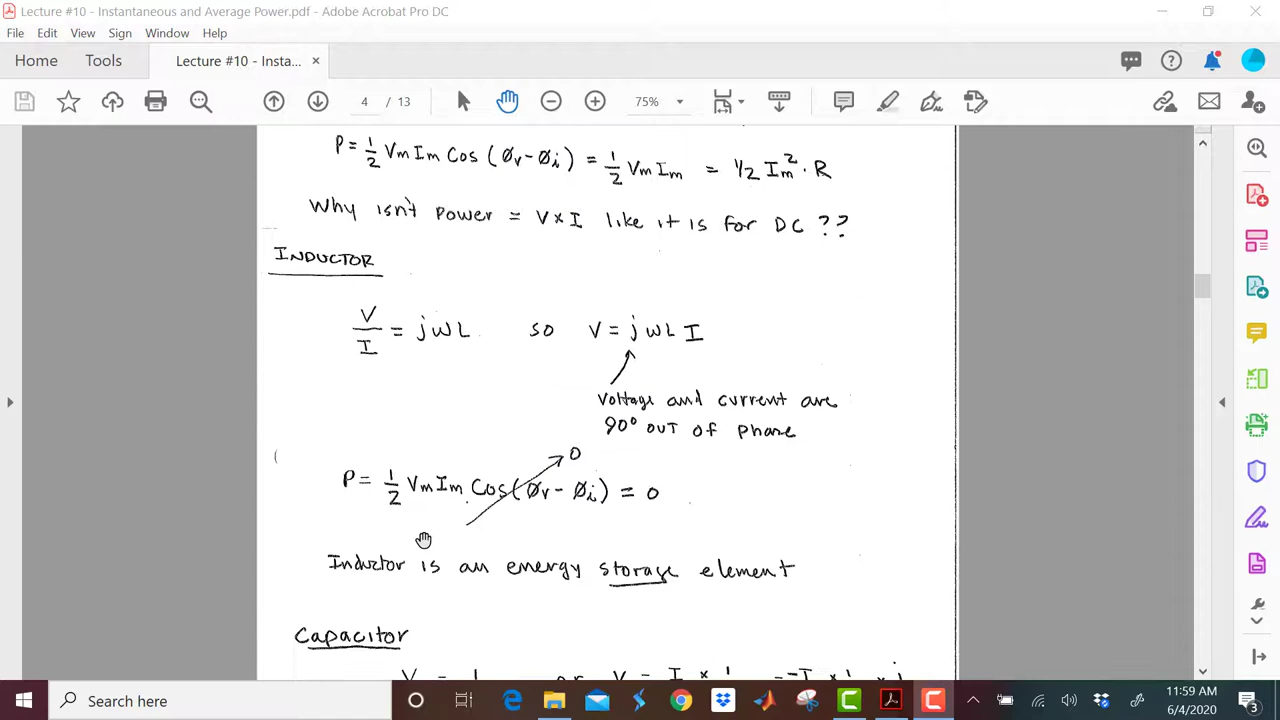 Lecture #10 - Instantaneous and Average Power.pdf - Adobe Acrobat Pro DC
File Edit View Sign Window Help
Home Tools Lecture #10 - Insta... ×
4 / 13 75%
P = 1/2 Vm Im Cos (Øv - Øi) = 1/2 Vm Im = 1/2 Im² · R
Why isn't Power = V × I like it is for DC ??
INDUCTOR
V/I = jωL so V = jωL I
Voltage and current are
90° out of phase
0
P = 1/2 Vm Im Cos (Øv - Øi) = 0
Inductor is an energy storage element
Capacitor
Search here
11:59 AM
6/4/2020
3